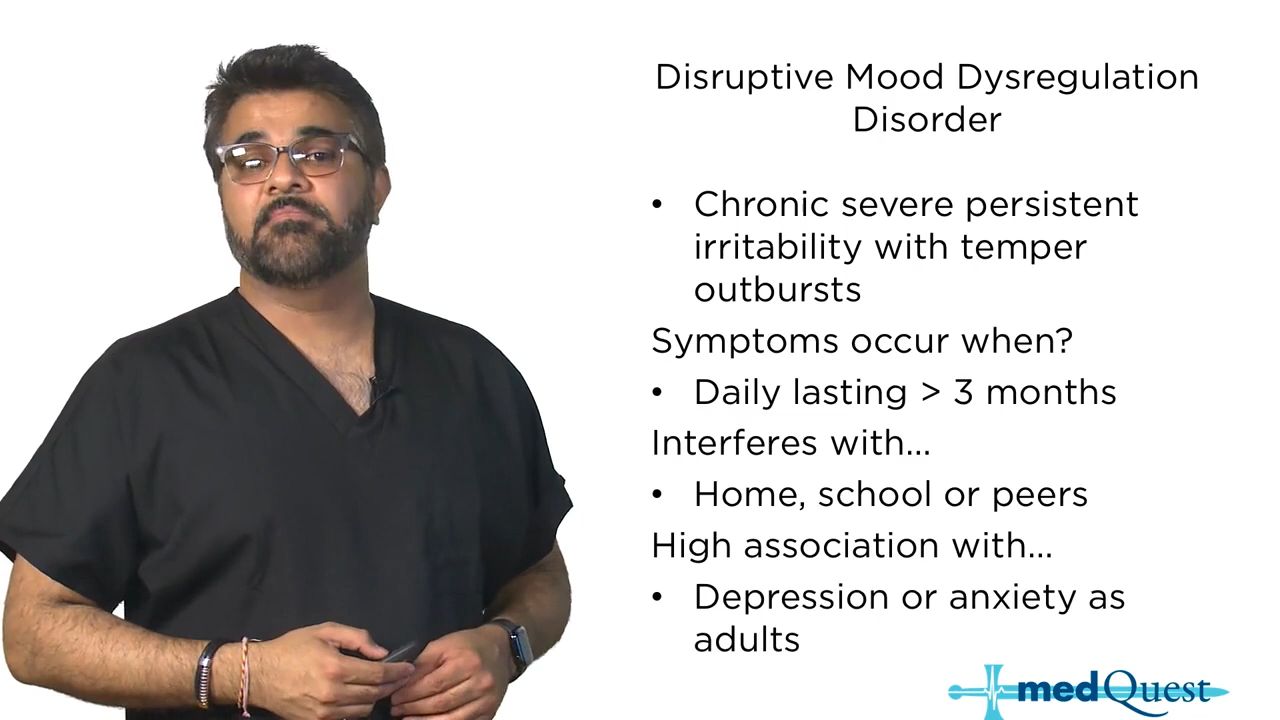 Disruptive Mood Dysregulation
Disorder
• Chronic severe persistent
irritability with temper
outbursts
Symptoms occur when?
• Daily lasting > 3 months
Interferes with...
• Home, school or peers
High association with...
• Depression or anxiety as
adults
medQuest